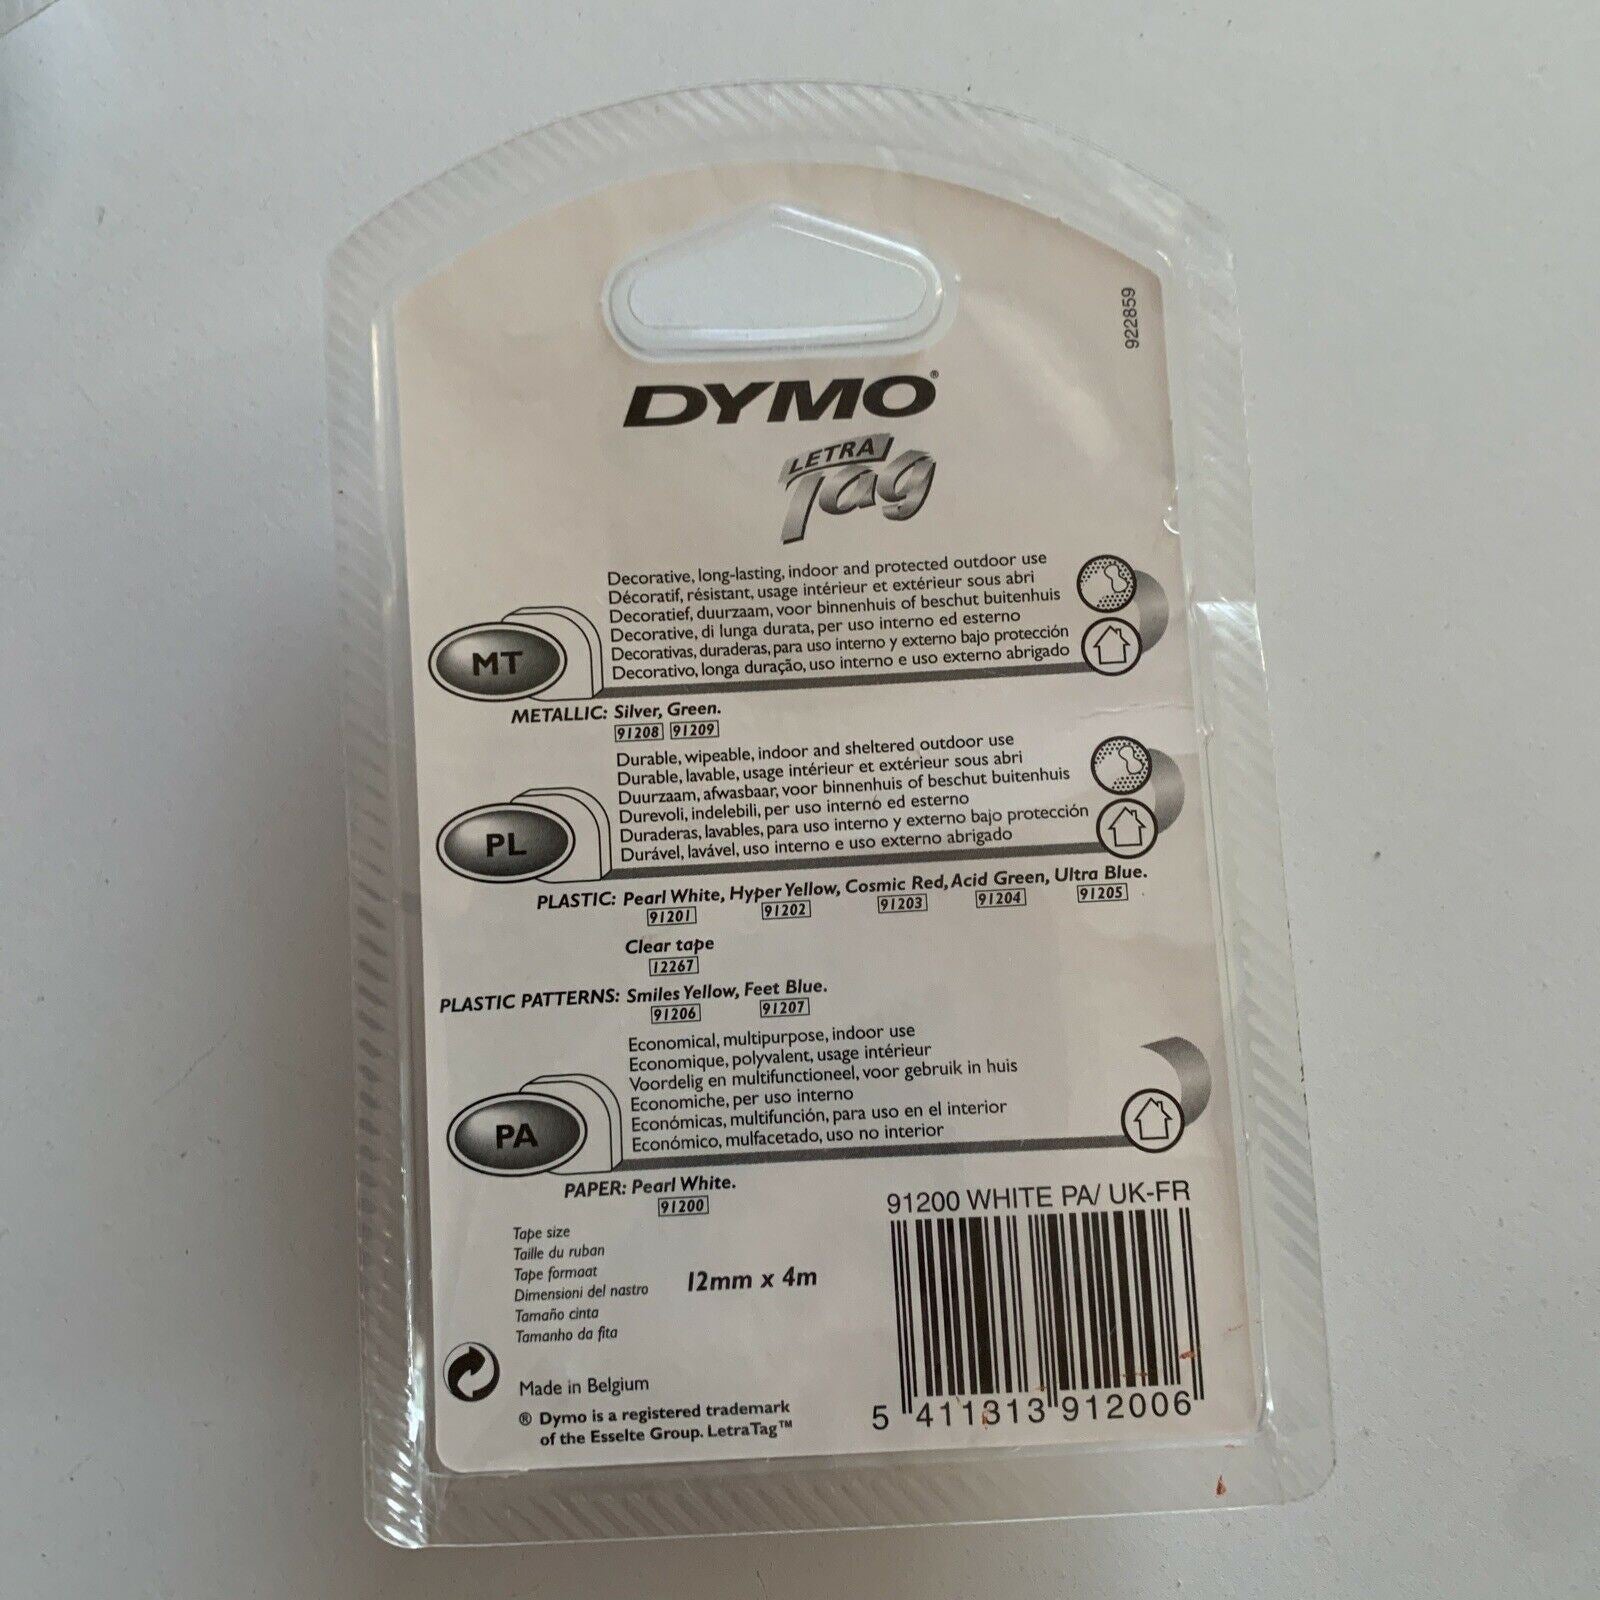 922859
DYMO®
LETRA
Tag
Decorative, long-lasting, indoor and protected outdoor use
Décoratif, résistant, usage intérieur et extérieur sous abri
Decoratief, duurzaam, voor binnenhuis of beschut buitenhuis
Decorative, di lunga durata, per uso interno ed esterno
Decorativas, duraderas, para uso interno y externo bajo protección
Decorativo, longa duração, uso interno e uso externo abrigado
MT
METALLIC: Silver, Green.
91208 91209
Durable, wipeable, indoor and sheltered outdoor use
Durable, lavable, usage intérieur et extérieur sous abri
Duurzaam, afwasbaar, voor binnenhuis of beschut buitenhuis
Durevoli, indelebili, per uso interno ed esterno
Duraderas, lavables, para uso interno y externo bajo protección
Durável, lavável, uso interno e uso externo abrigado
PL
PLASTIC: Pearl White, Hyper Yellow, Cosmic Red, Acid Green, Ultra Blue.
91201 91202 91203 91204 91205
Clear tape
12267
PLASTIC PATTERNS: Smiles Yellow, Feet Blue.
91206 91207
Economical, multipurpose, indoor use
Economique, polyvalent, usage intérieur
Voordelig en multifunctioneel, voor gebruik in huis
Economiche, per uso interno
Económicas, multifunción, para uso en el interior
Económico, mulfacetado, uso no interior
PA
PAPER: Pearl White.
91200
Tape size
Taille du ruban
Tape formaat
Dimensioni del nastro
Tamaño cinta
Tamanho da fita
12mm x 4m
Made in Belgium
® Dymo is a registered trademark
of the Esselte Group. LetraTag™
91200 WHITE PA/ UK-FR
5 411313 912006